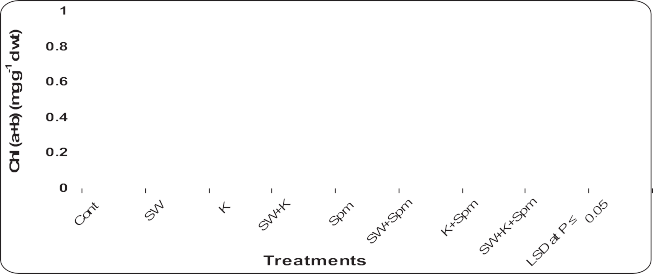 Chl (a+b) (mg g-1 d wt)
1
0.8
0.6
0.4
0.2
0
Cont
SW
K
SW+K
Spm
SW+Spm
K+Spm
SW+K+Spm
LSD at P ≤ 0.05
Treatments